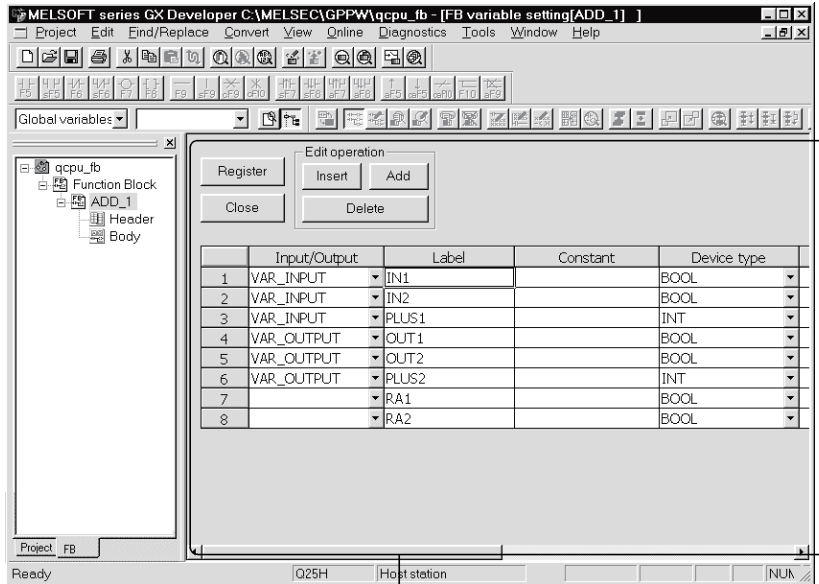 MELSOFT series GX Developer C:\MELSEC\GPPW\qcpu_fb - [FB variable setting[ADD_1] ]
Project Edit Find/Replace Convert View Online Diagnostics Tools Window Help
F5 sF5 F6 sF6 F7 F8 F9 sF9 cF9 cF10 sF7 sF8 aF7 aF8 aF5 caF5 caF10 F10 aF9
Global variables
qcpu_fb
Function Block
ADD_1
Header
Body
Project FB
Edit operation
Register Insert Add
Close Delete
Input/Output Label Constant Device type
1 VAR_INPUT IN1 BOOL
2 VAR_INPUT IN2 BOOL
3 VAR_INPUT PLUS1 INT
4 VAR_OUTPUT OUT1 BOOL
5 VAR_OUTPUT OUT2 BOOL
6 VAR_OUTPUT PLUS2 INT
7 RA1 BOOL
8 RA2 BOOL
Ready Q25H Host station NUM